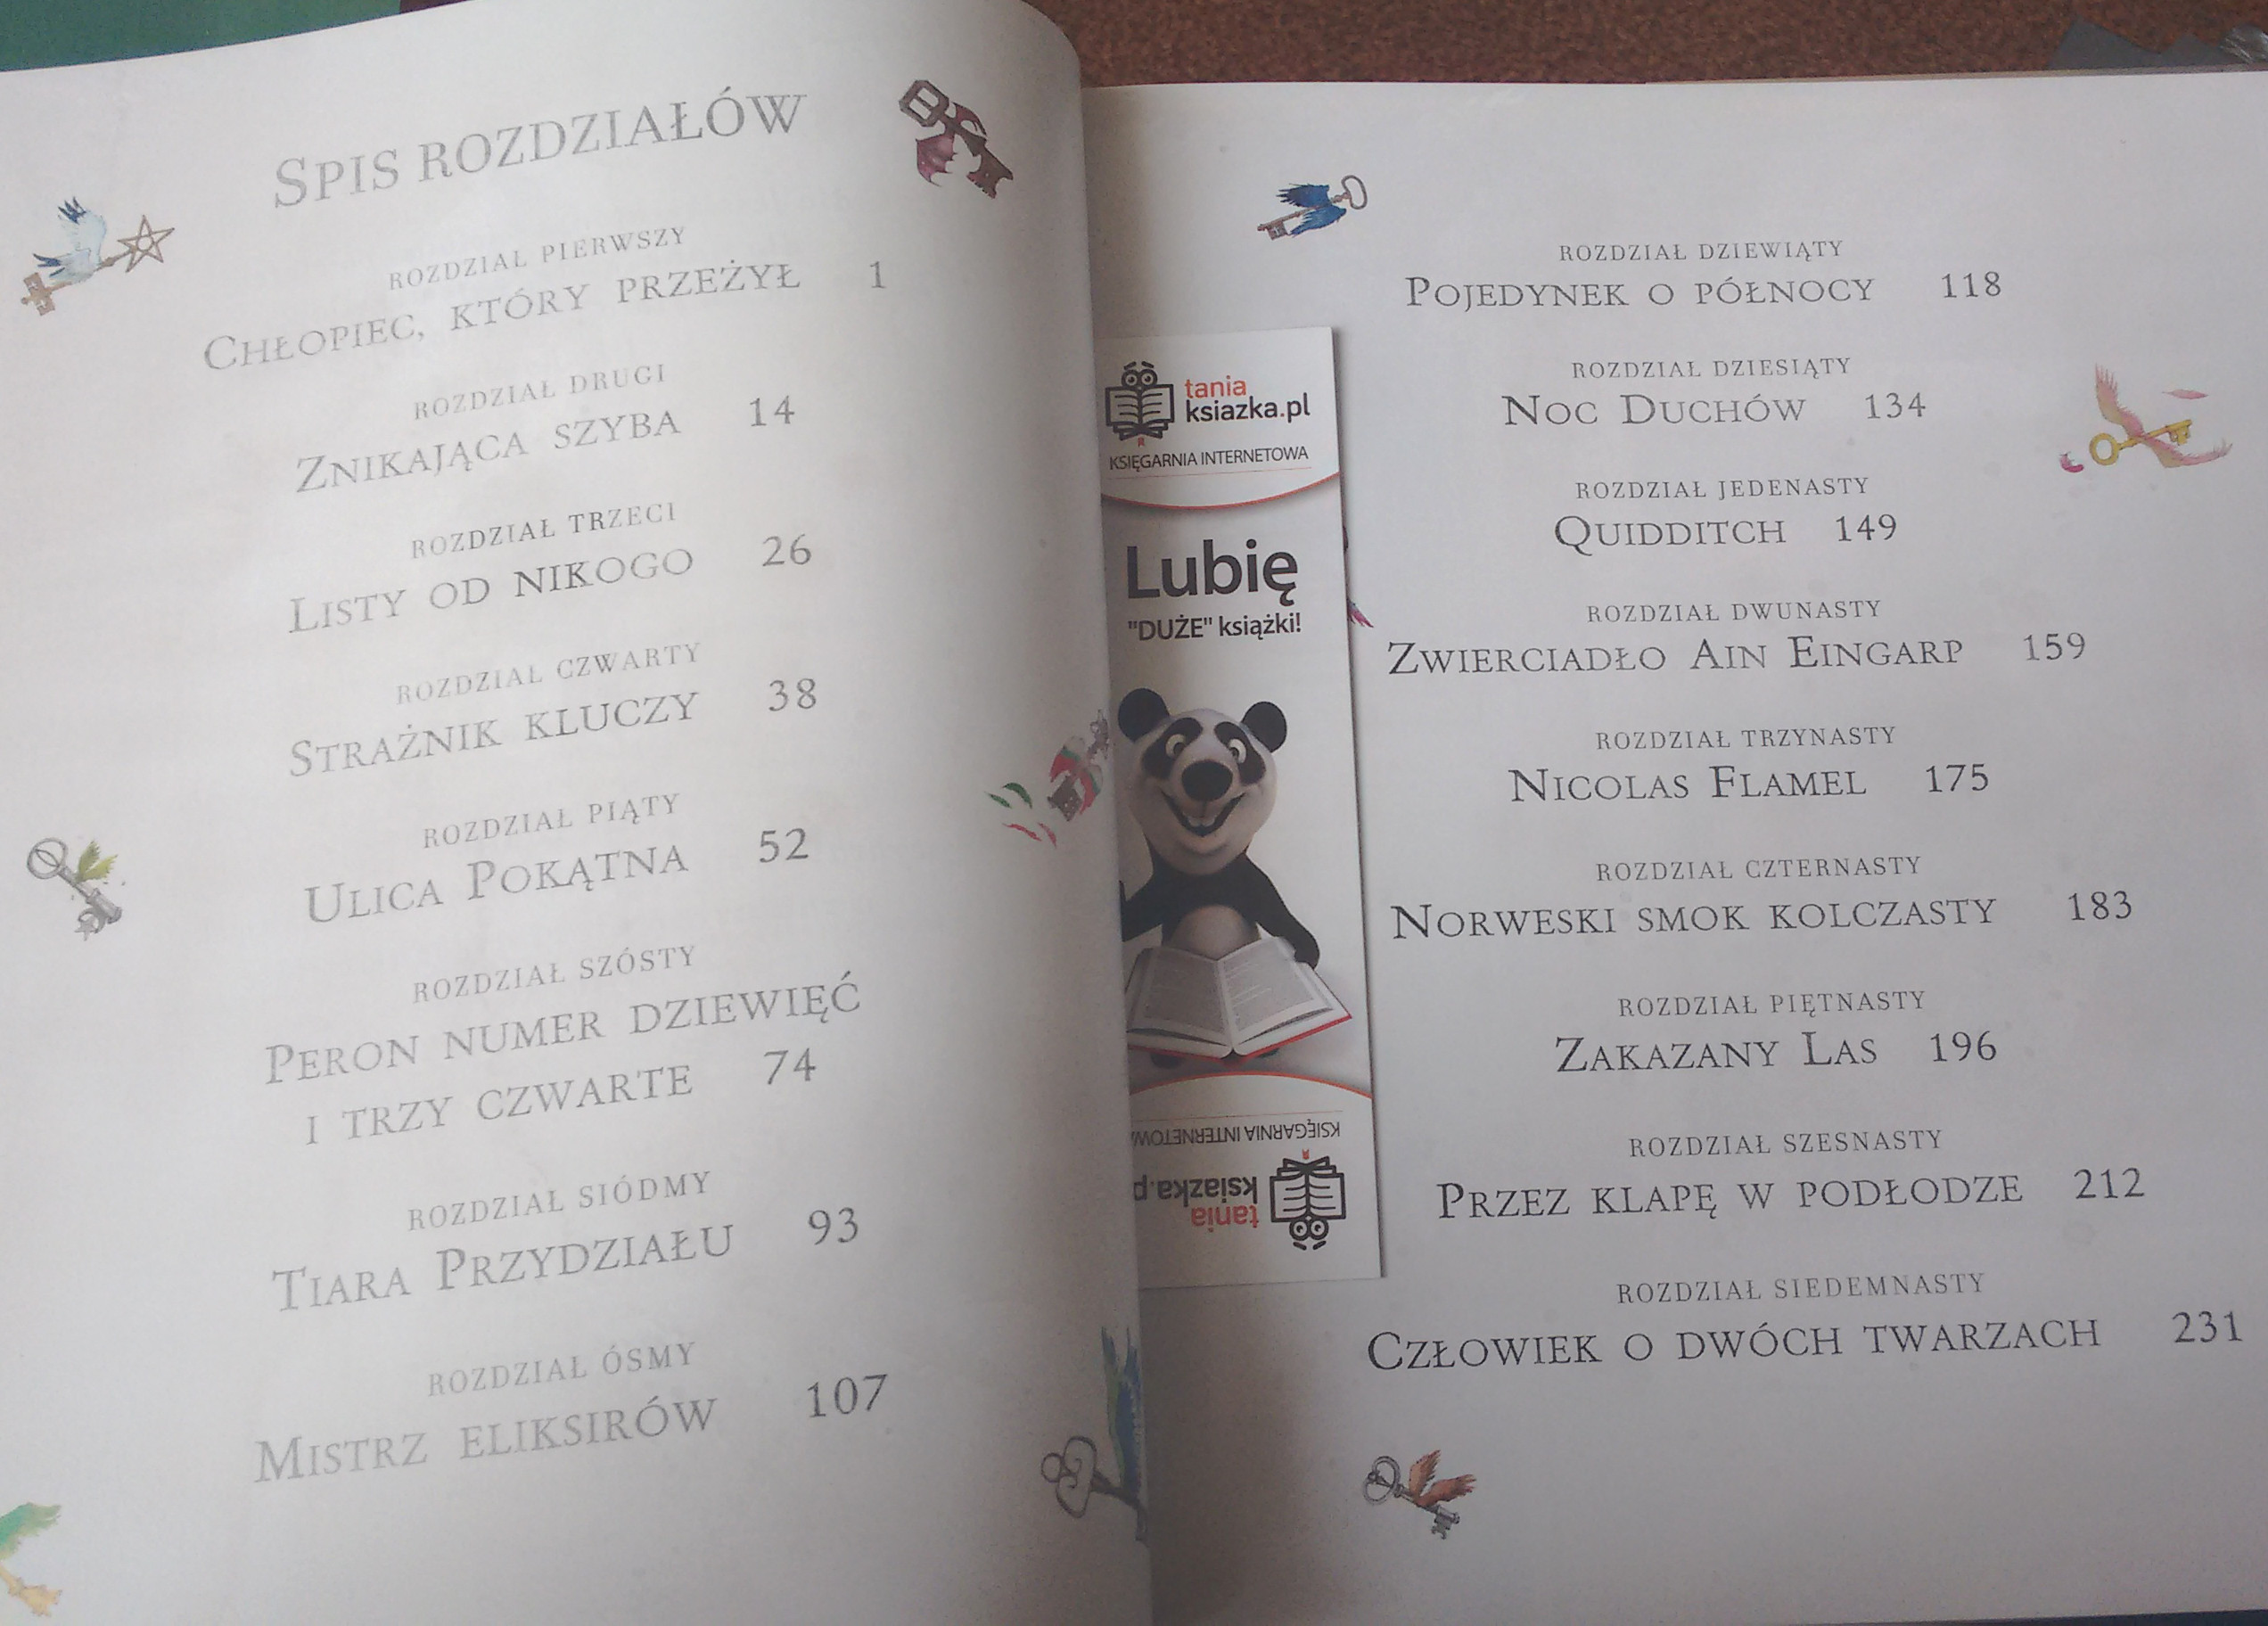 SPIS ROZDZIAŁÓW
ROZDZIAŁ PIERWSZY
CHŁOPIEC, KTÓRY PRZEŻYŁ 1
ROZDZIAŁ DRUGI
ZNIKAJĄCA SZYBA 14
ROZDZIAŁ TRZECI
LISTY OD NIKOGO 26
ROZDZIAŁ CZWARTY
STRAŻNIK KLUCZY 38
ROZDZIAŁ PIĄTY
ULICA POKĄTNA 52
ROZDZIAŁ SZÓSTY
PERON NUMER DZIEWIĘĆ
I TRZY CZWARTE 74
ROZDZIAŁ SIÓDMY
TIARA PRZYDZIAŁU 93
ROZDZIAŁ ÓSMY
MISTRZ ELIKSIRÓW 107
tania
ksiazka.pl
KSIĘGARNIA INTERNETOWA
Lubię
"DUŻE" książki!
KSIĘGARNIA INTERNETOWA
ksiazka.p
tania
ROZDZIAŁ DZIEWIĄTY
POJEDYNEK O PÓŁNOCY 118
ROZDZIAŁ DZIESIĄTY
NOC DUCHÓW 134
ROZDZIAŁ JEDENASTY
QUIDDITCH 149
ROZDZIAŁ DWUNASTY
ZWIERCIADŁO AIN EINGARP 159
ROZDZIAŁ TRZYNASTY
NICOLAS FLAMEL 175
ROZDZIAŁ CZTERNASTY
NORWESKI SMOK KOLCZASTY 183
ROZDZIAŁ PIĘTNASTY
ZAKAZANY LAS 196
ROZDZIAŁ SZESNASTY
PRZEZ KLAPĘ W PODŁODZE 212
ROZDZIAŁ SIEDEMNASTY
CZŁOWIEK O DWÓCH TWARZACH 231